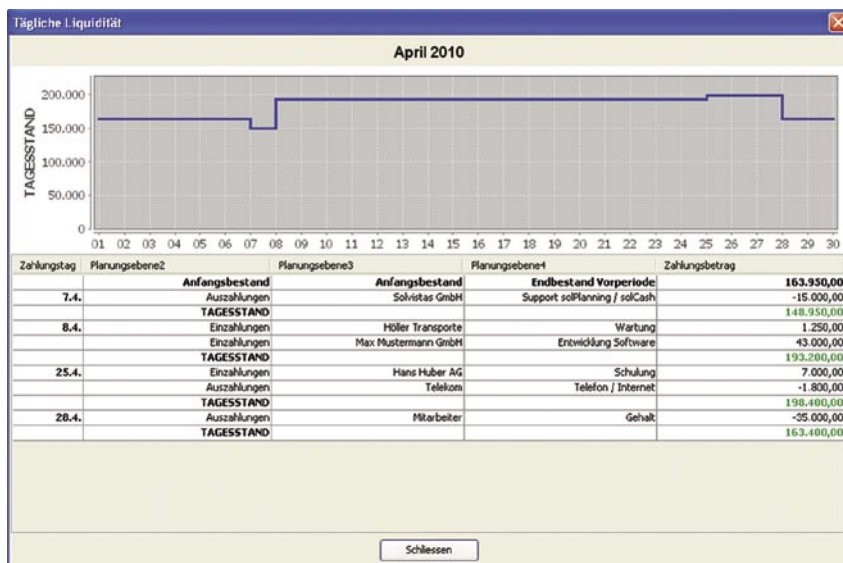 Tägliche Liquidität
April 2010
TAGESSTAND
200.000
150.000
100.000
50.000
0
01 02 03 04 05 06 07 08 09 10 11 12 13 14 15 16 17 18 19 20 21 22 23 24 25 26 27 28 29 30
Zahlungstag Planungsebene2 Planungsebene3 Planungsebene4 Zahlungsbetrag
Anfangsbestand Anfangsbestand Endbestand Vorperiode 163.950,00
7.4. Auszahlungen Solvistas GmbH Support solPlanning / solCash -15.000,00
TAGESSTAND 148.950,00
8.4. Einzahlungen Höller Transporte Wartung 1.250,00
Einzahlungen Max Mustermann GmbH Entwicklung Software 43.000,00
TAGESSTAND 193.200,00
25.4. Einzahlungen Hans Huber AG Schulung 7.000,00
Auszahlungen Telekom Telefon / Internet -1.800,00
TAGESSTAND 198.400,00
28.4. Auszahlungen Mitarbeiter Gehalt -35.000,00
TAGESSTAND 163.400,00
Schliessen